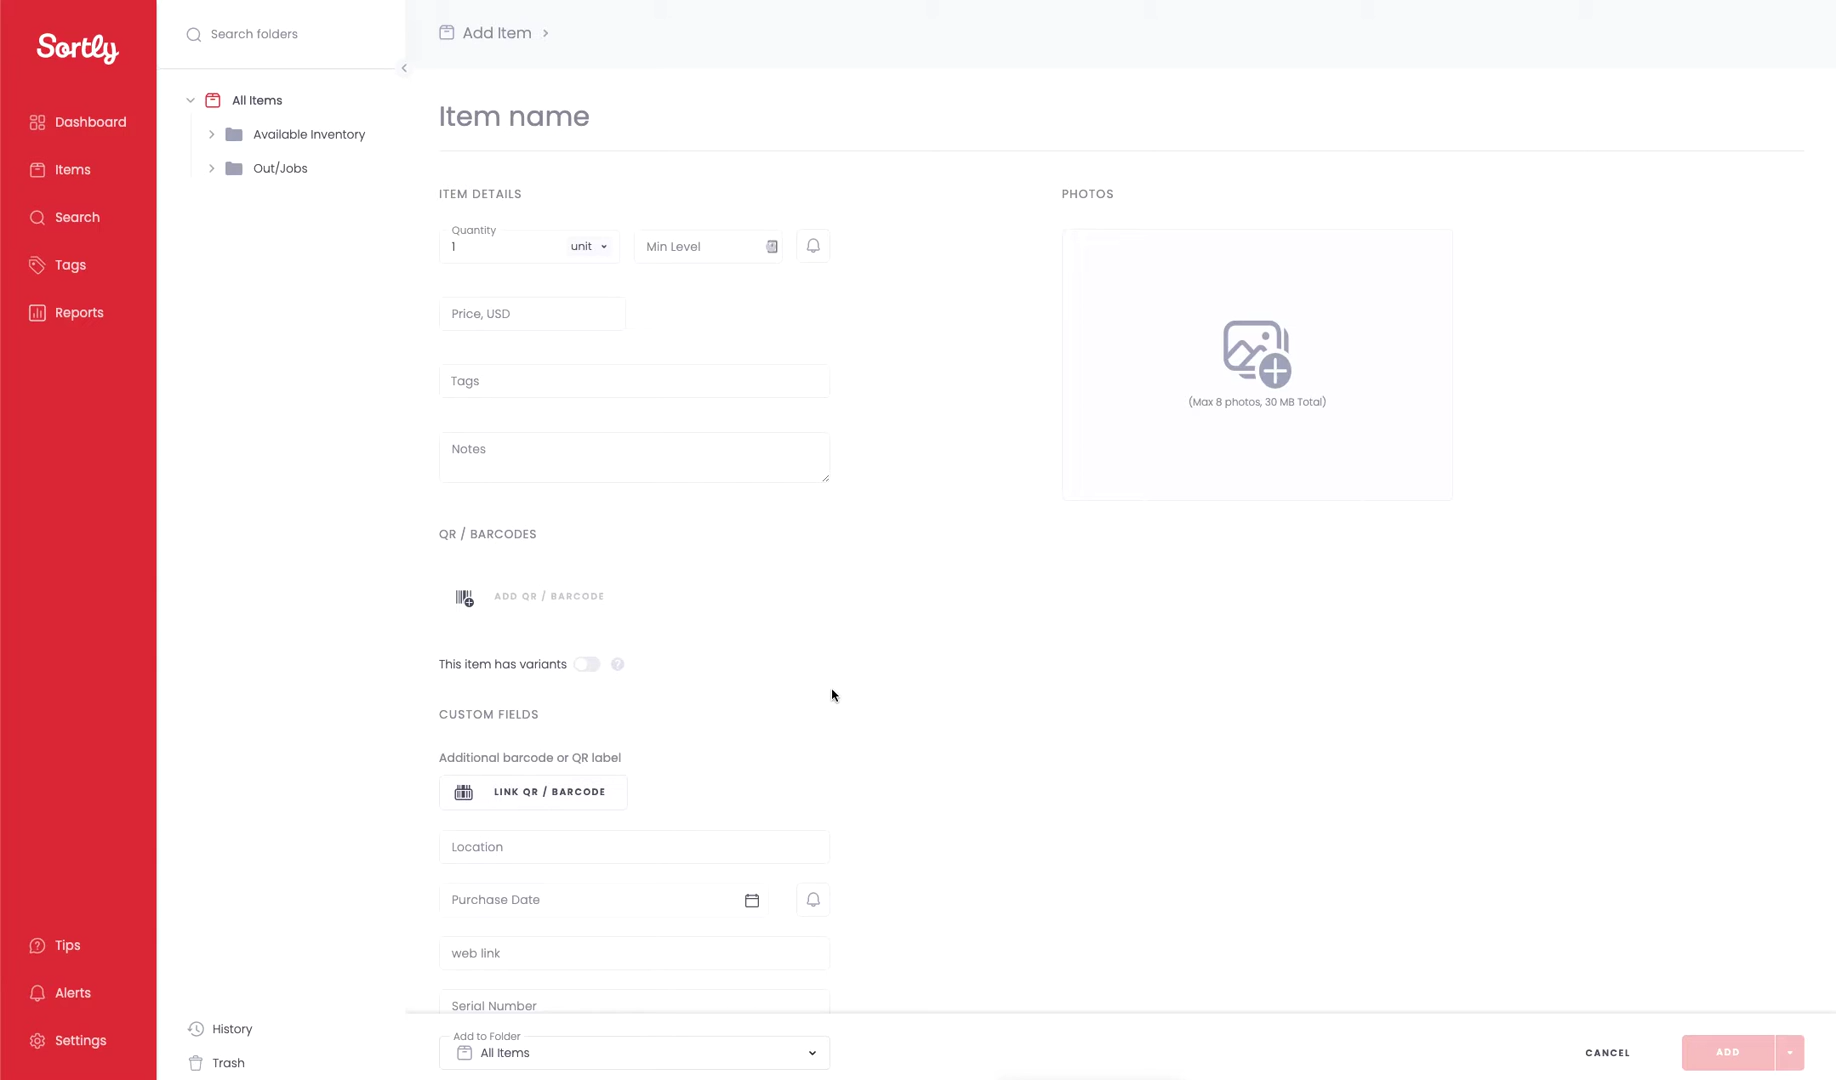 Sortly
Dashboard
Items
Search
Tags
Reports
Tips
Alerts
Settings
Search folders
All Items
Available Inventory
Out/Jobs
History
Trash
Add Item
Item name
ITEM DETAILS
Quantity
1 unit
Min Level
Price, USD
Tags
Notes
QR / BARCODES
ADD QR / BARCODE
This item has variants ?
CUSTOM FIELDS
Additional barcode or QR label
LINK QR / BARCODE
Location
Purchase Date
web link
Serial Number
PHOTOS
(Max 8 photos, 30 MB Total)
Add to Folder
All Items
CANCEL
ADD